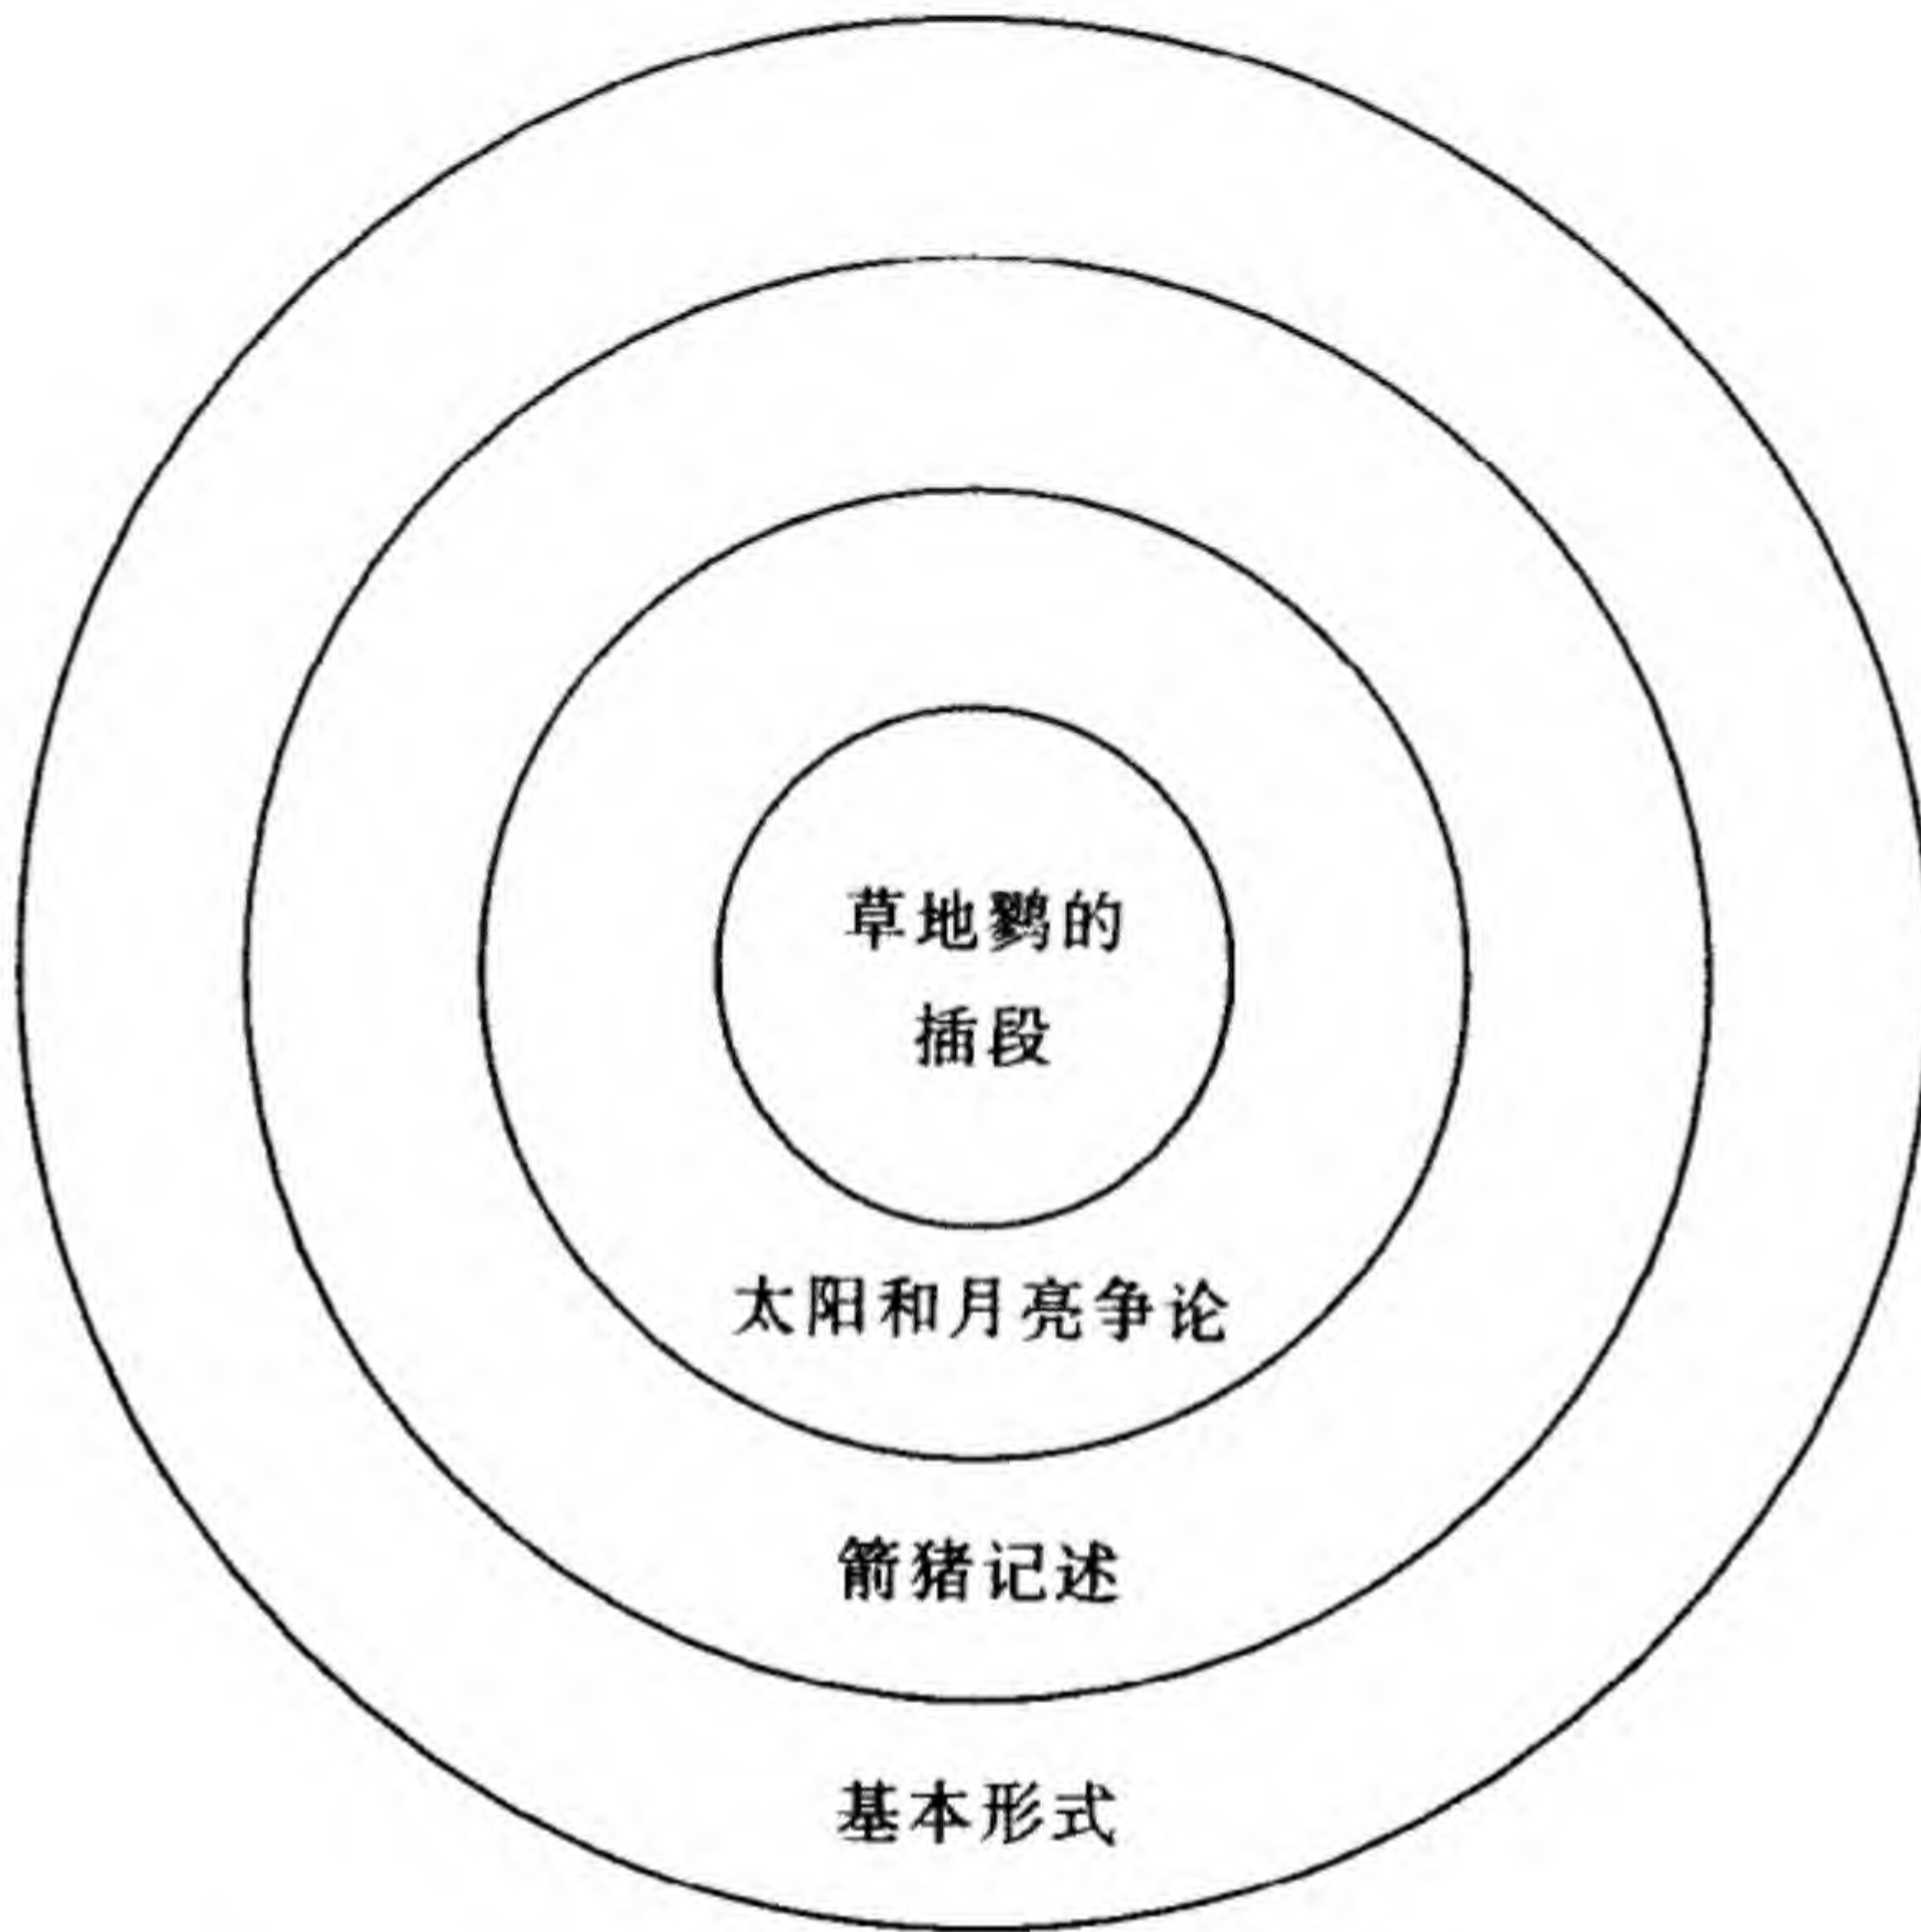 草地鹨的
插段
太阳和月亮争论
箭猪记述
基本形式